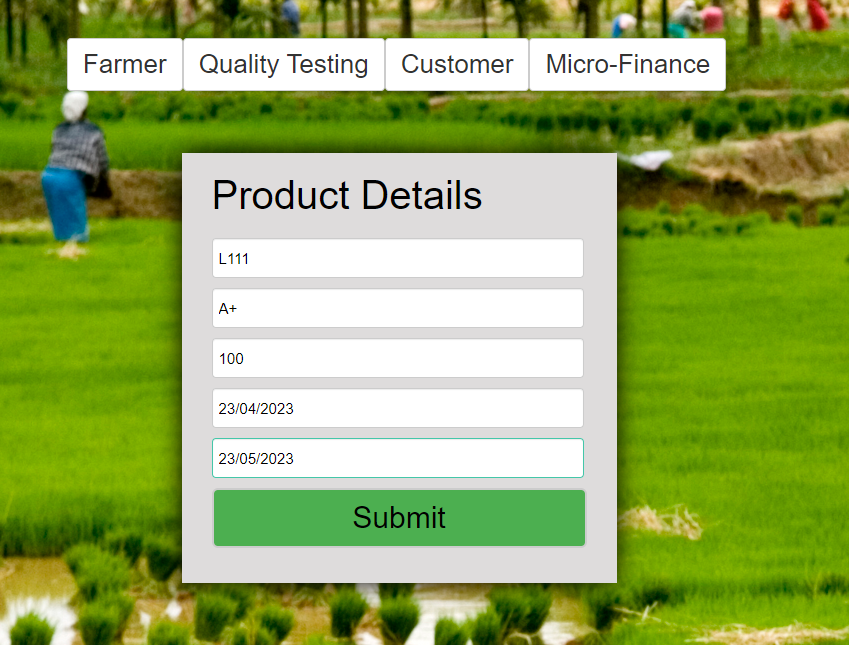 Farmer Quality Testing Customer Micro-Finance
Product Details
L111
A+
100
23/04/2023
23/05/2023
Submit